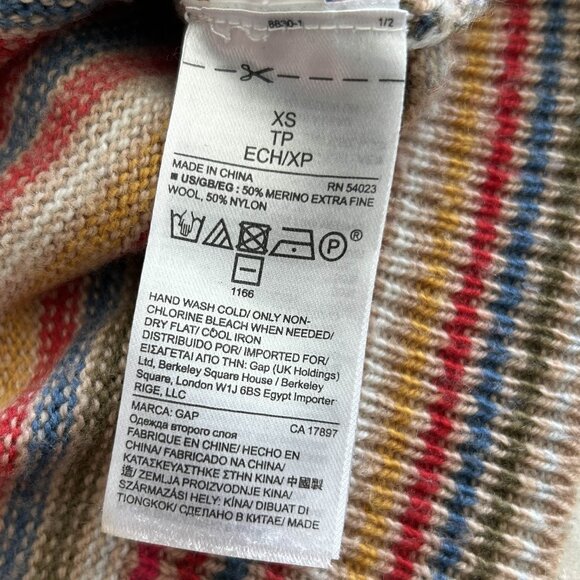 8830-1 1/2
XS
TP
ECH/XP
MADE IN CHINA RN 54023
■ US/GB/EG : 50% MERINO EXTRA FINE
WOOL, 50% NYLON
P®
1166
HAND WASH COLD/ ONLY NON-
CHLORINE BLEACH WHEN NEEDED/
DRY FLAT/ COOL IRON
DISTRIBUIDO POR/ IMPORTED FOR/
ΕΙΣΑΓΕΤΑΙ ΑΠΟ ΤΗΝ: Gap (UK Holdings)
Ltd, Berkeley Square House / Berkeley
Square, London W1J 6BS Egypt Importer
RIGE, LLC
MARCA: GAP CA 17897
Одежда второго слоя
FABRIQUE EN CHINE/ HECHO EN
CHINA/ FABRICADO NA CHINA/
ΚΑΤΑΣΚΕΥΑΣΤΗΚΕ ΣΤΗΝ ΚΙΝΑ/ 中國製
造/ ZEMLJA PROIZVODNJE KINA/
SZÁRMAZÁSI HELY: KÍNA/ DIBUAT DI
TIONGKOK/ СДЕЛАНО В КИТАЕ/ MADE